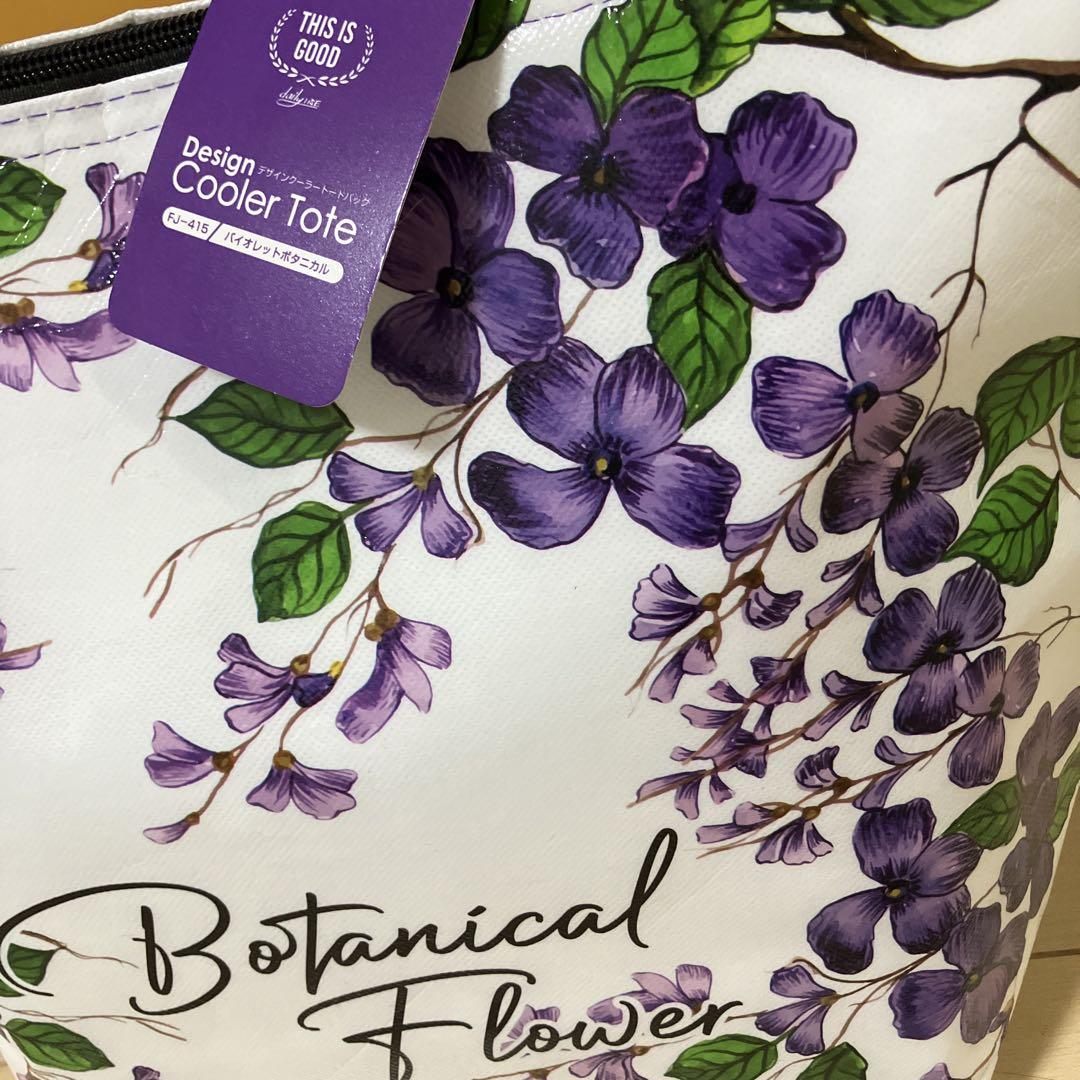 THIS IS
GOOD
Design デザインクーラートートバッグ
Cooler Tote
FJ-415/バイオレットボタニカル
Botanical
Flower